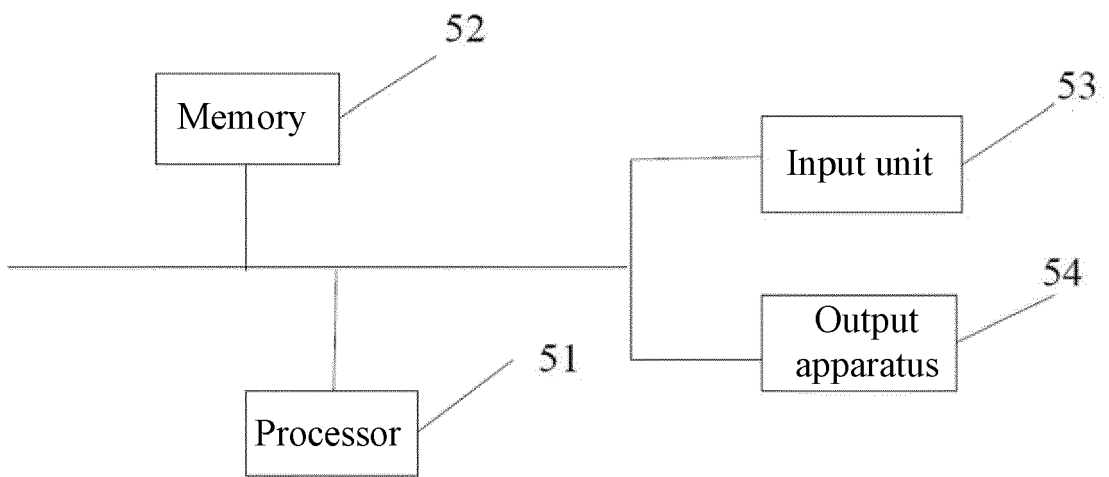 52
Memory
53
Input unit
54
Output
apparatus
51
Processor